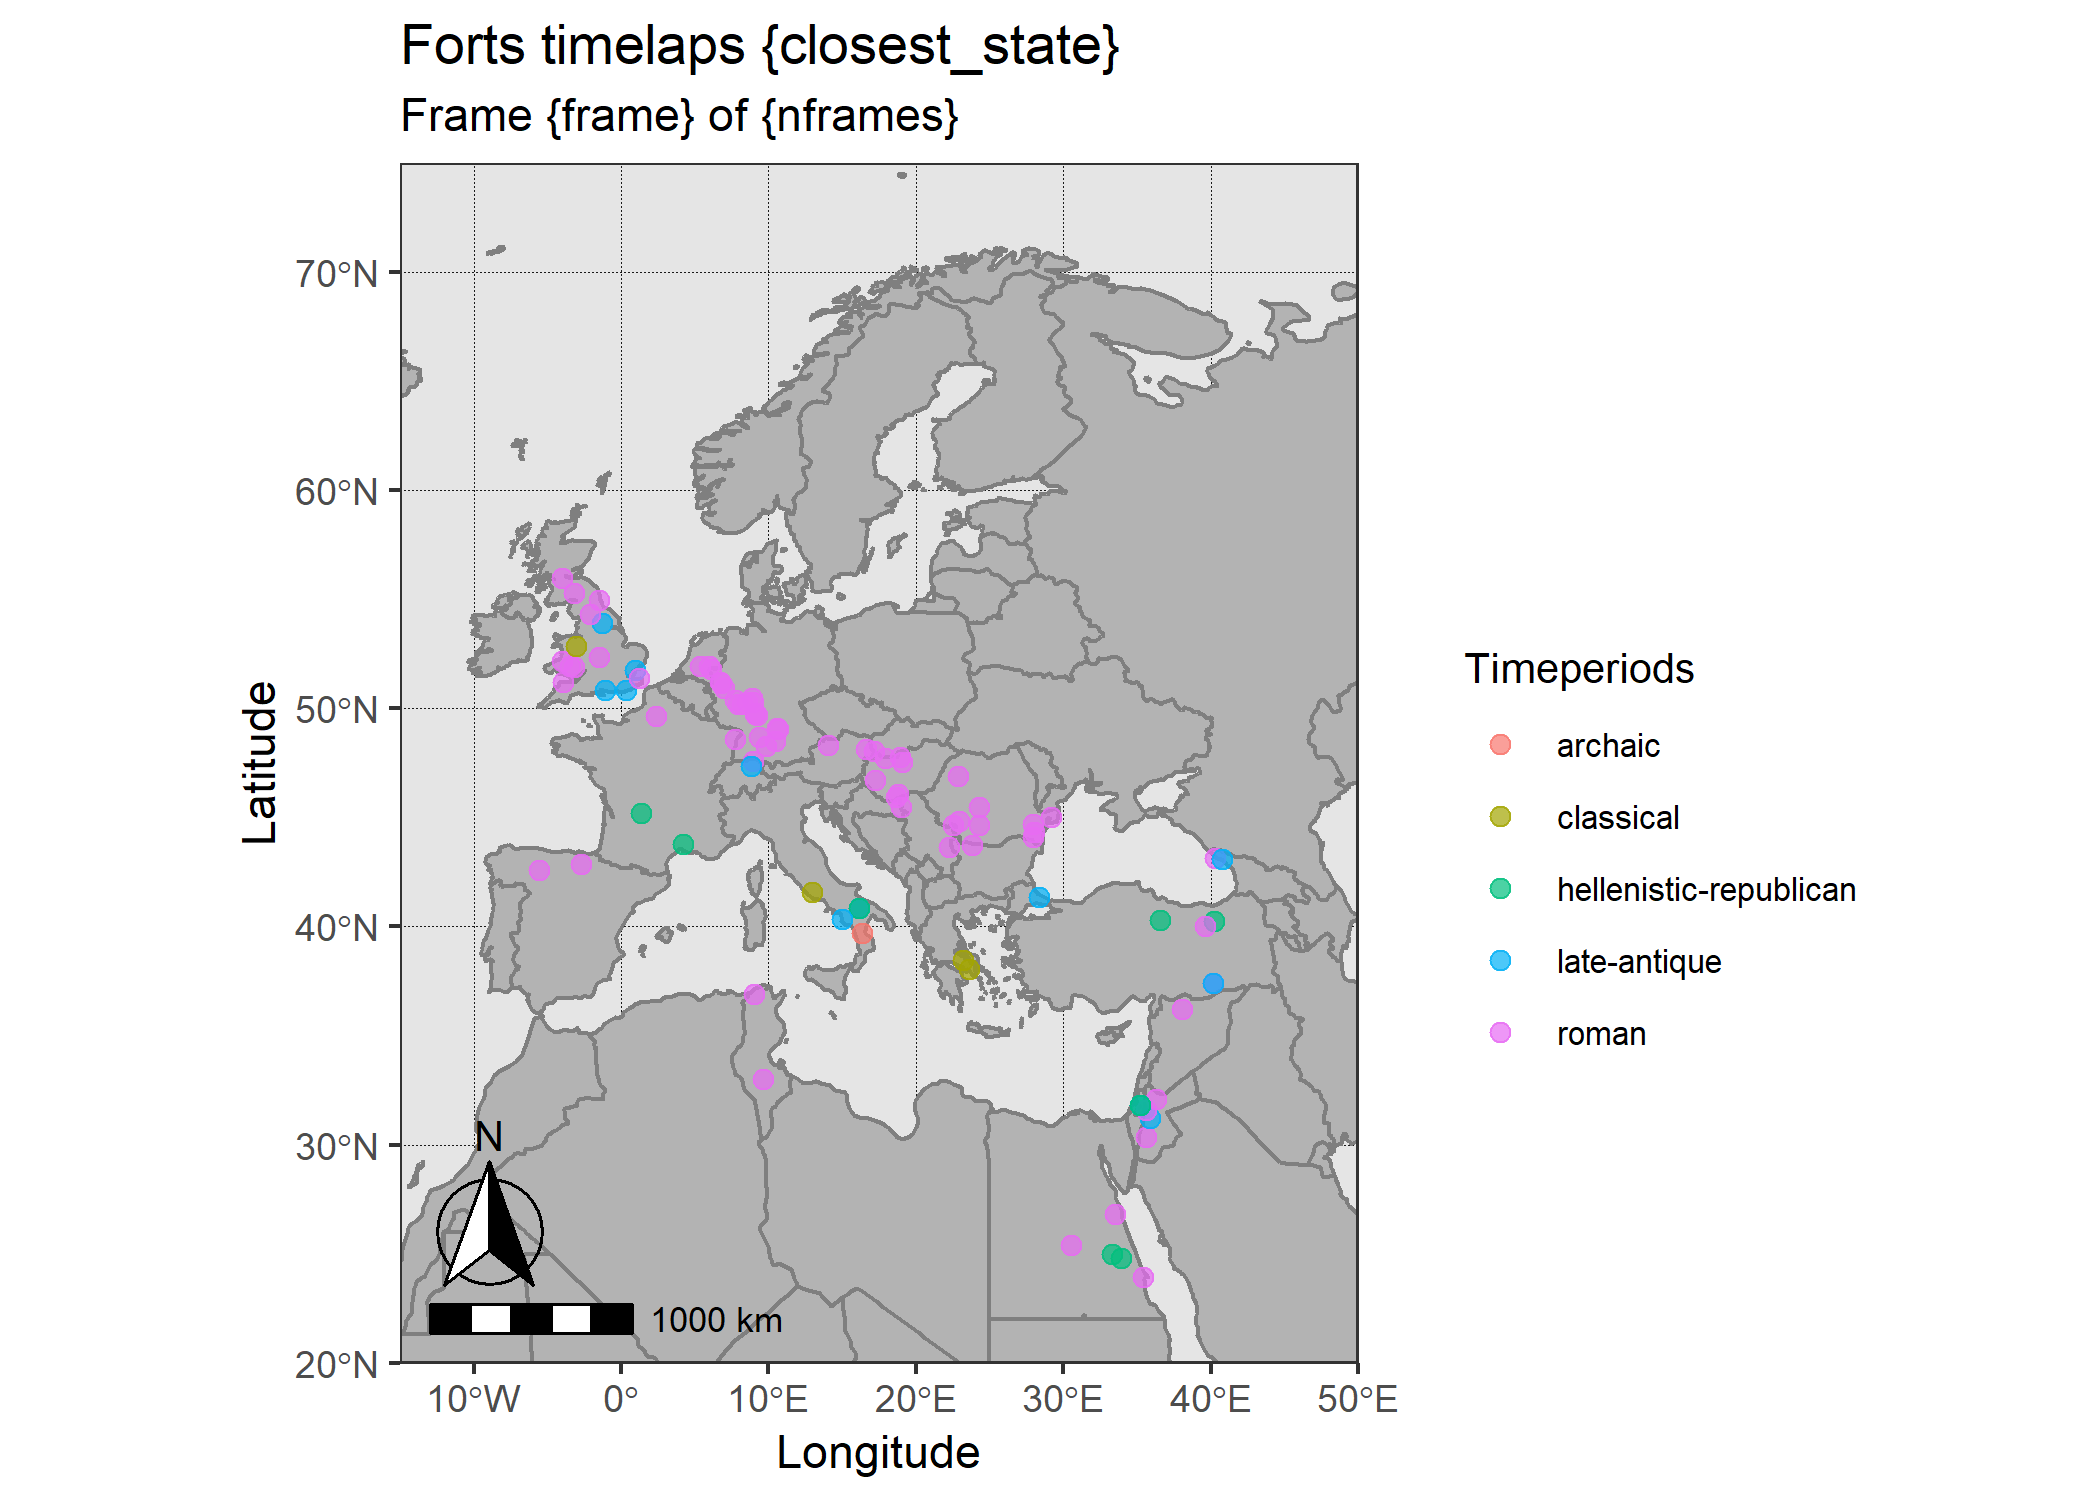 Forts timelaps {closest_state}
Frame {frame} of {nframes}
70°N
60°N
50°N
40°N
30°N
20°N
Latitude
10°W
0°
10°E
20°E
30°E
40°E
50°E
Longitude
N
1000 km
Timeperiods
archaic
classical
hellenistic-republican
late-antique
roman